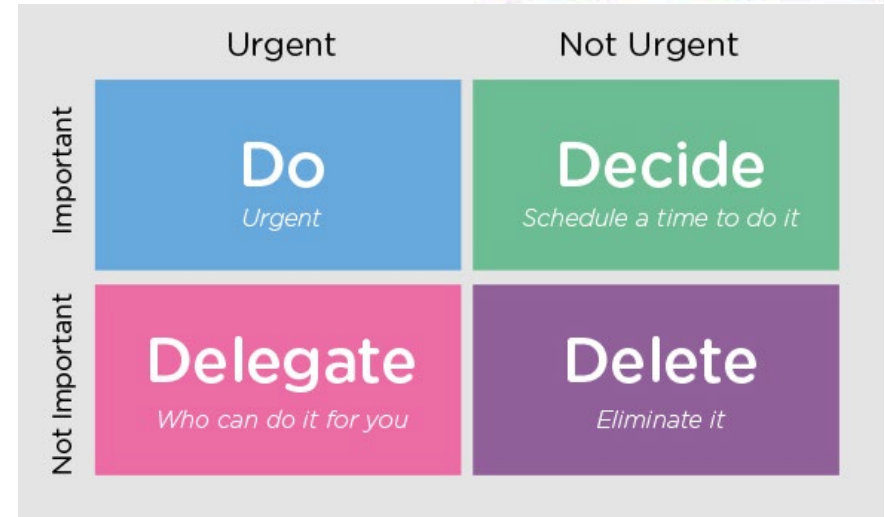 Urgent
Not Urgent
Important
Do
Urgent
Decide
Schedule a time to do it
Not Important
Delegate
Who can do it for you
Delete
Eliminate it